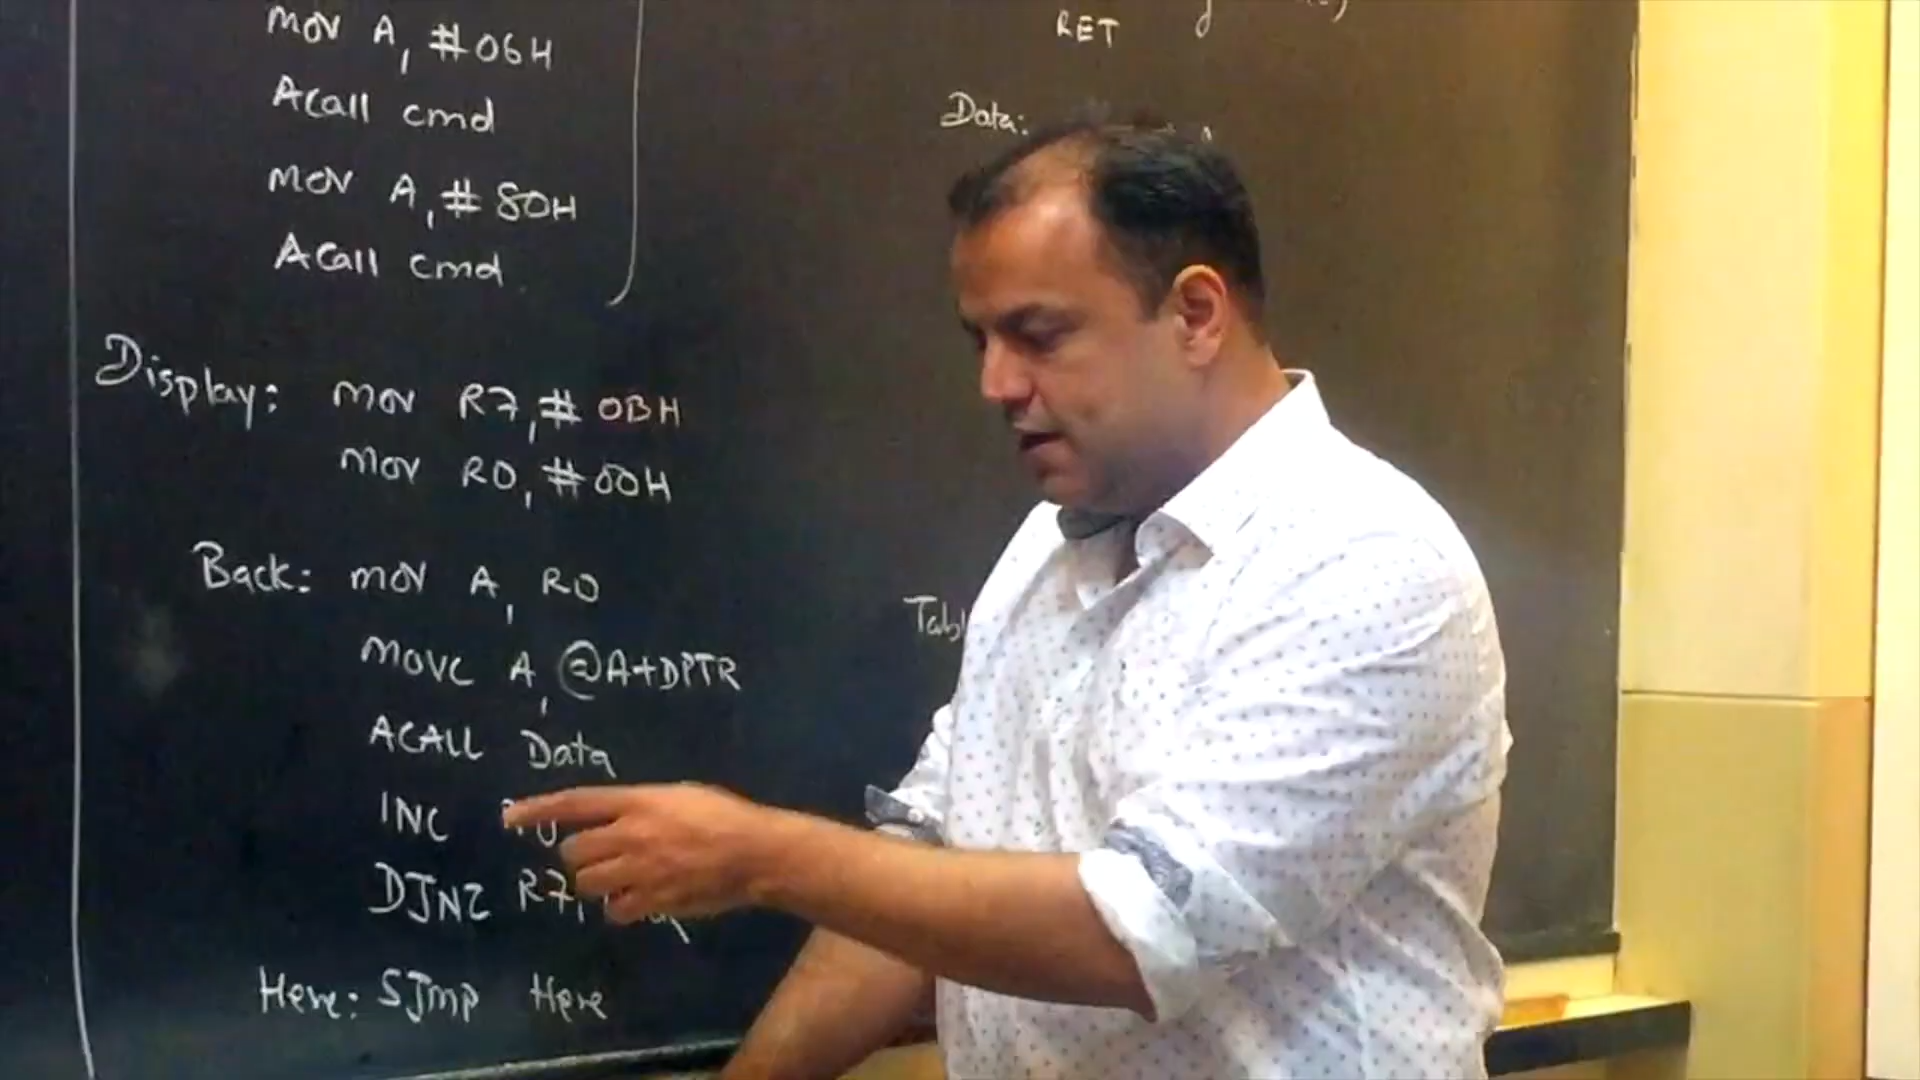 MOV A, #06H
Acall cmd
MOV A, #80H
Acall cmd
Display: MOV R7, #0BH
MOV R0, #00H
Back: MOV A, R0
MOVC A, @A+DPTR
ACALL Data
INC R0
DJNZ R7,
Here: SJmp Here
RET
Data: